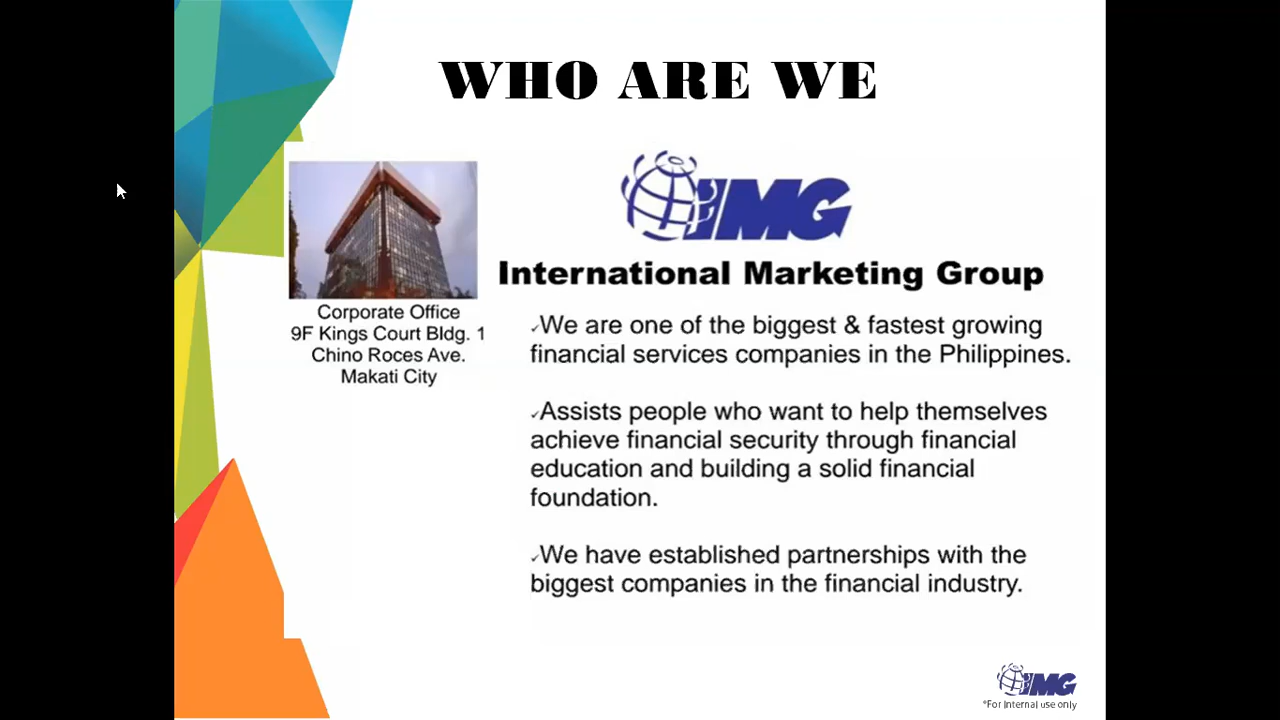 WHO ARE WE
IMG
International Marketing Group
Corporate Office
9F Kings Court Bldg. 1
Chino Roces Ave.
Makati City
✓We are one of the biggest & fastest growing
financial services companies in the Philippines.
✓Assists people who want to help themselves
achieve financial security through financial
education and building a solid financial
foundation.
✓We have established partnerships with the
biggest companies in the financial industry.
IMG
*For Internal use only